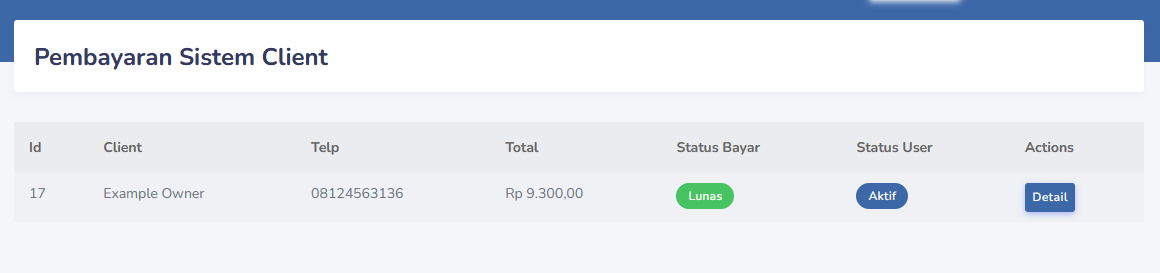 Pembayaran Sistem Client
Id Client Telp Total Status Bayar Status User Actions
17 Example Owner 08124563136 Rp 9.300,00 Lunas Aktif Detail